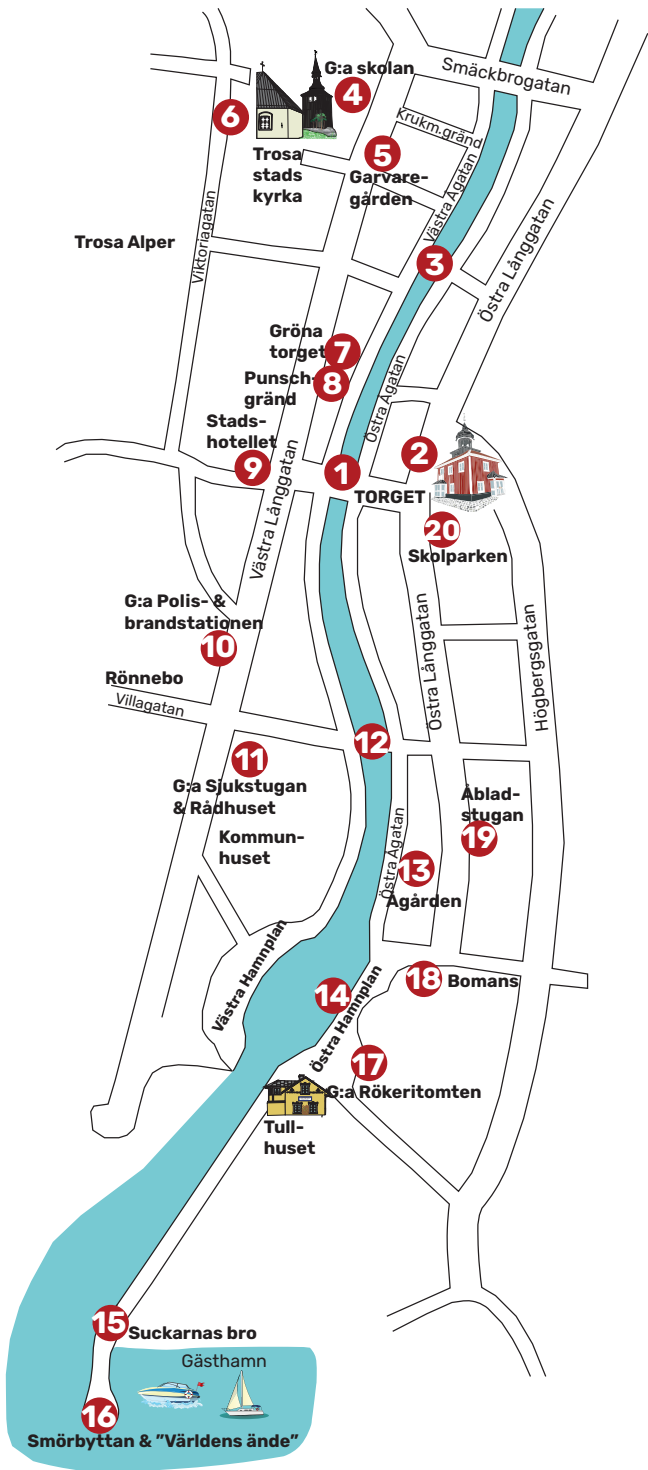 Smäckbrogatan
G:a skolan
4
6
Krukm.gränd
5
Trosa
stads
kyrka
Garvare-
gården
Västra Ågatan
Viktoriagatan
Trosa Alper
3
Östra Långgatan
Gröna
torget
7
Punsch-
gränd
8
Östra Ågatan
Stads-
hotellet
9
1
2
TORGET
Västra Långgatan
20
Skolparken
G:a Polis- &
brandstationen
10
Östra Långgatan
Högbergsgatan
Rönnebo
Villagatan
12
11
G:a Sjukstugan
& Rådhuset
Åblad-
stugan
19
Kommun-
huset
Östra Ågatan
13
Ågården
Västra Hamnplan
14
Östra Hamnplan
18
Bomans
17
G:a Rökeritomten
Tull-
huset
15
Suckarnas bro
Gästhamn
16
Smörbyttan & ”Världens ände”